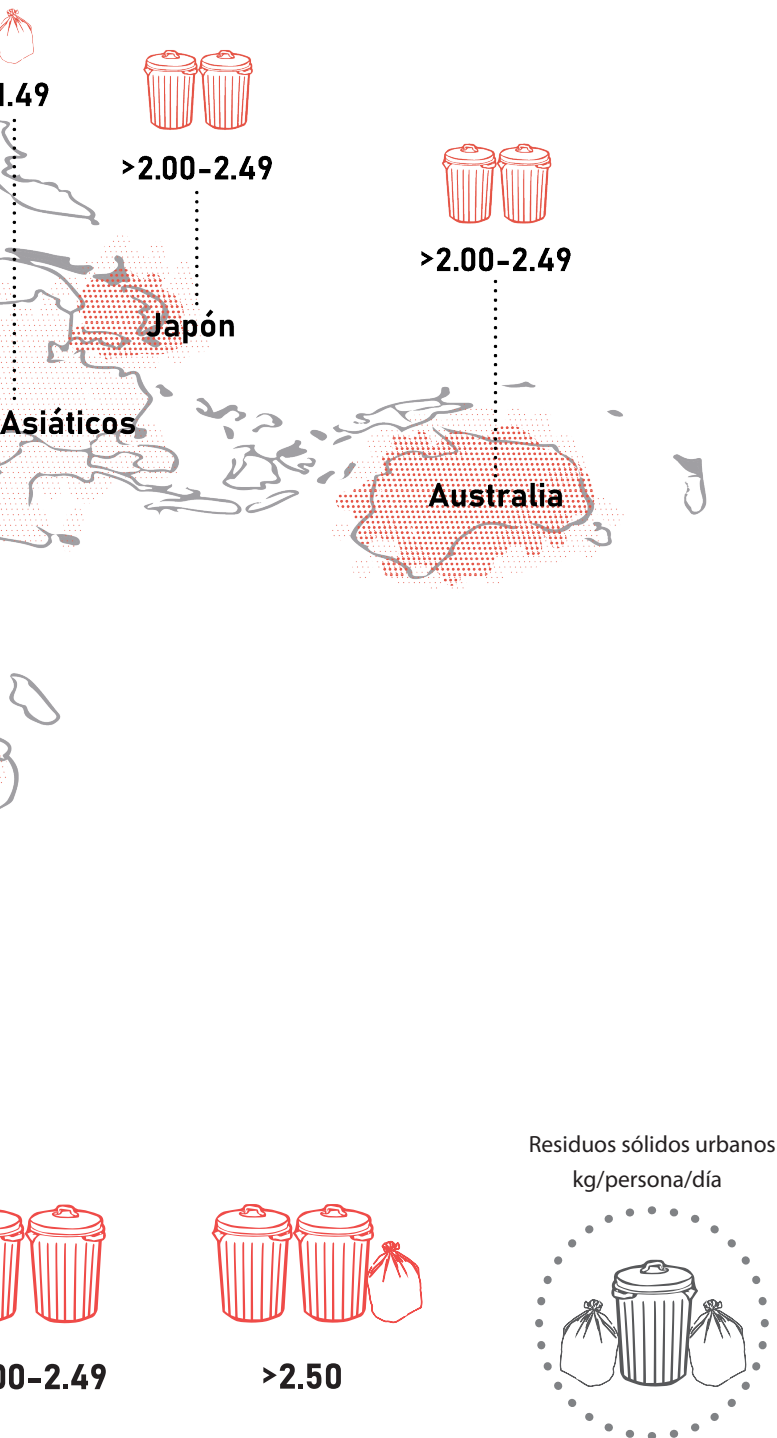 1.49
>2.00-2.49
>2.00-2.49
Japón
Asiáticos
Australia
Residuos sólidos urbanos
kg/persona/día
00-2.49
>2.50